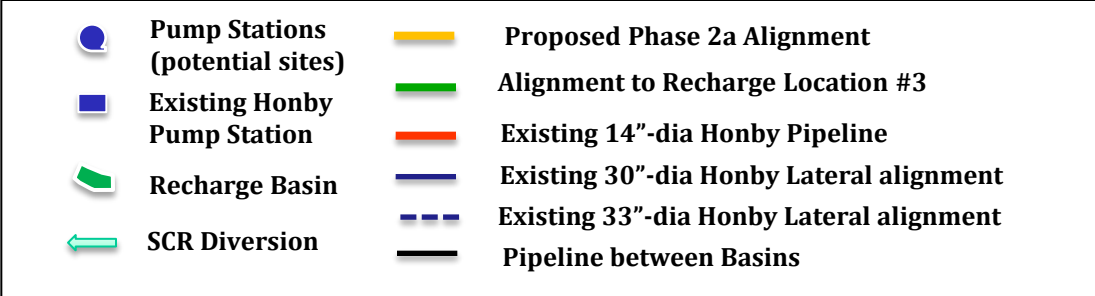 Pump Stations
(potential sites)
Existing Honby
Pump Station
Recharge Basin
SCR Diversion
Proposed Phase 2a Alignment
Alignment to Recharge Location #3
Existing 14”-dia Honby Pipeline
Existing 30”-dia Honby Lateral alignment
Existing 33”-dia Honby Lateral alignment
Pipeline between Basins